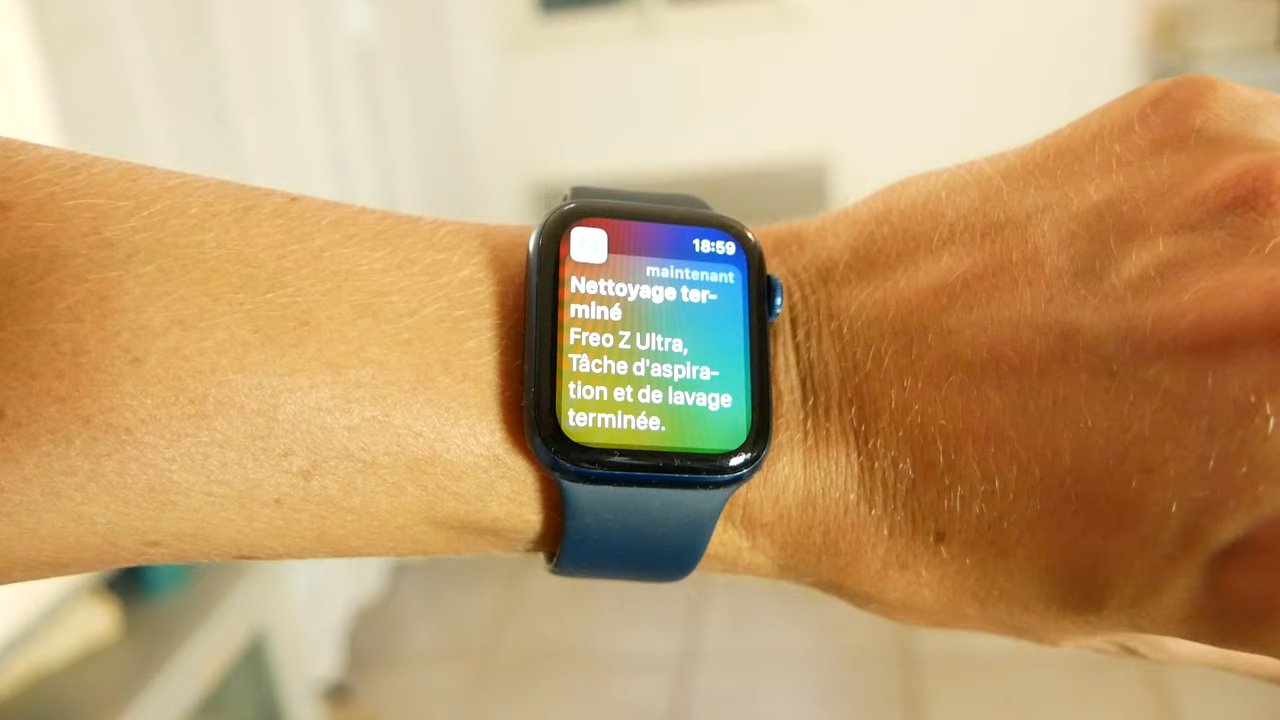 18:59
maintenant
Nettoyage ter-
miné
Freo Z Ultra,
Tâche d'aspira-
tion et de lavage
terminée.